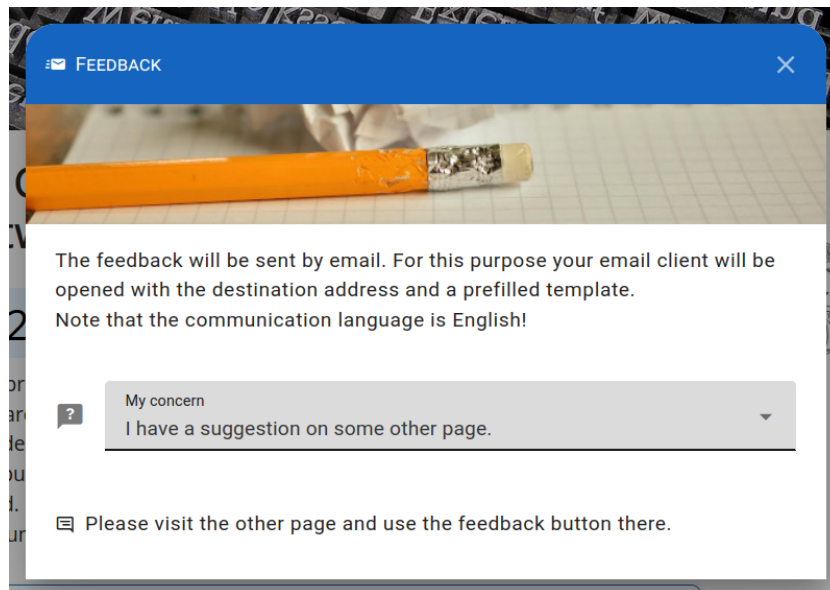 FEEDBACK
The feedback will be sent by email. For this purpose your email client will be
opened with the destination address and a prefilled template.
Note that the communication language is English!
My concern
I have a suggestion on some other page.
Please visit the other page and use the feedback button there.